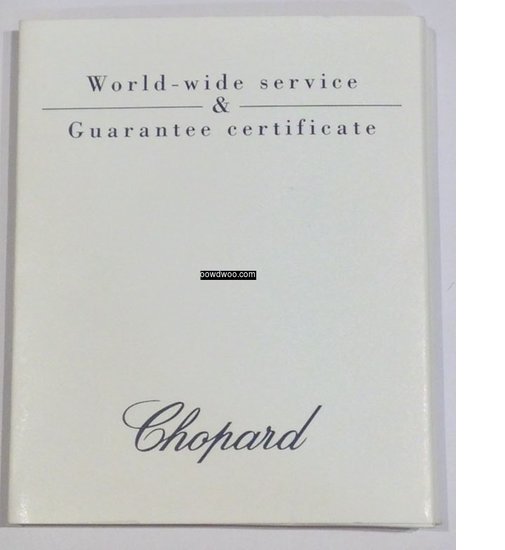 World-wide service
&
Guarantee certificate
oowdwoo.com
Chopard